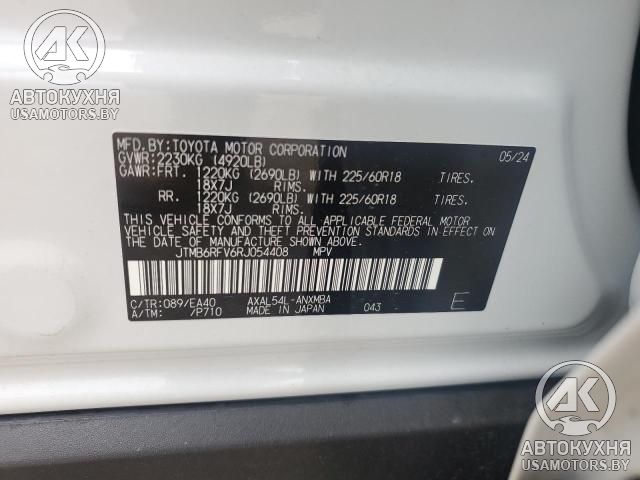 AK
АВТОКУХНЯ
USAMOTORS.BY
MFD.BY:TOYOTA MOTOR CORPORATION 05/24
GVWR:2230KG (4920LB)
GAWR:FRT. 1220KG (2690LB) WITH 225/60R18 TIRES.
18X7J RIMS.
RR. 1220KG (2690LB) WITH 225/60R18 TIRES.
18X7J RIMS.
THIS VEHICLE CONFORMS TO ALL APPLICABLE FEDERAL MOTOR
VEHICLE SAFETY AND THEFT PREVENTION STANDARDS IN EFFECT
ON THE DATE OF MANUFACTURE SHOWN ABOVE.
JTMB6RFV6RJ054408 MPV
C/TR:089/EA40 AXAL54L-ANXMBA
A/TM: /P710 MADE IN JAPAN 043 E
AK
АВТОКУХНЯ
USAMOTORS.BY